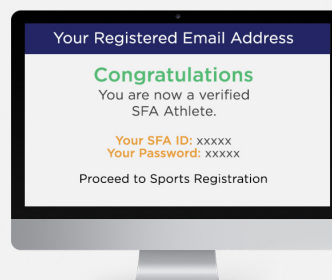 Your Registered Email Address
Congratulations
You are now a verified
SFA Athlete.
Your SFA ID: xxxxx
Your Password: xxxxx
Proceed to Sports Registration